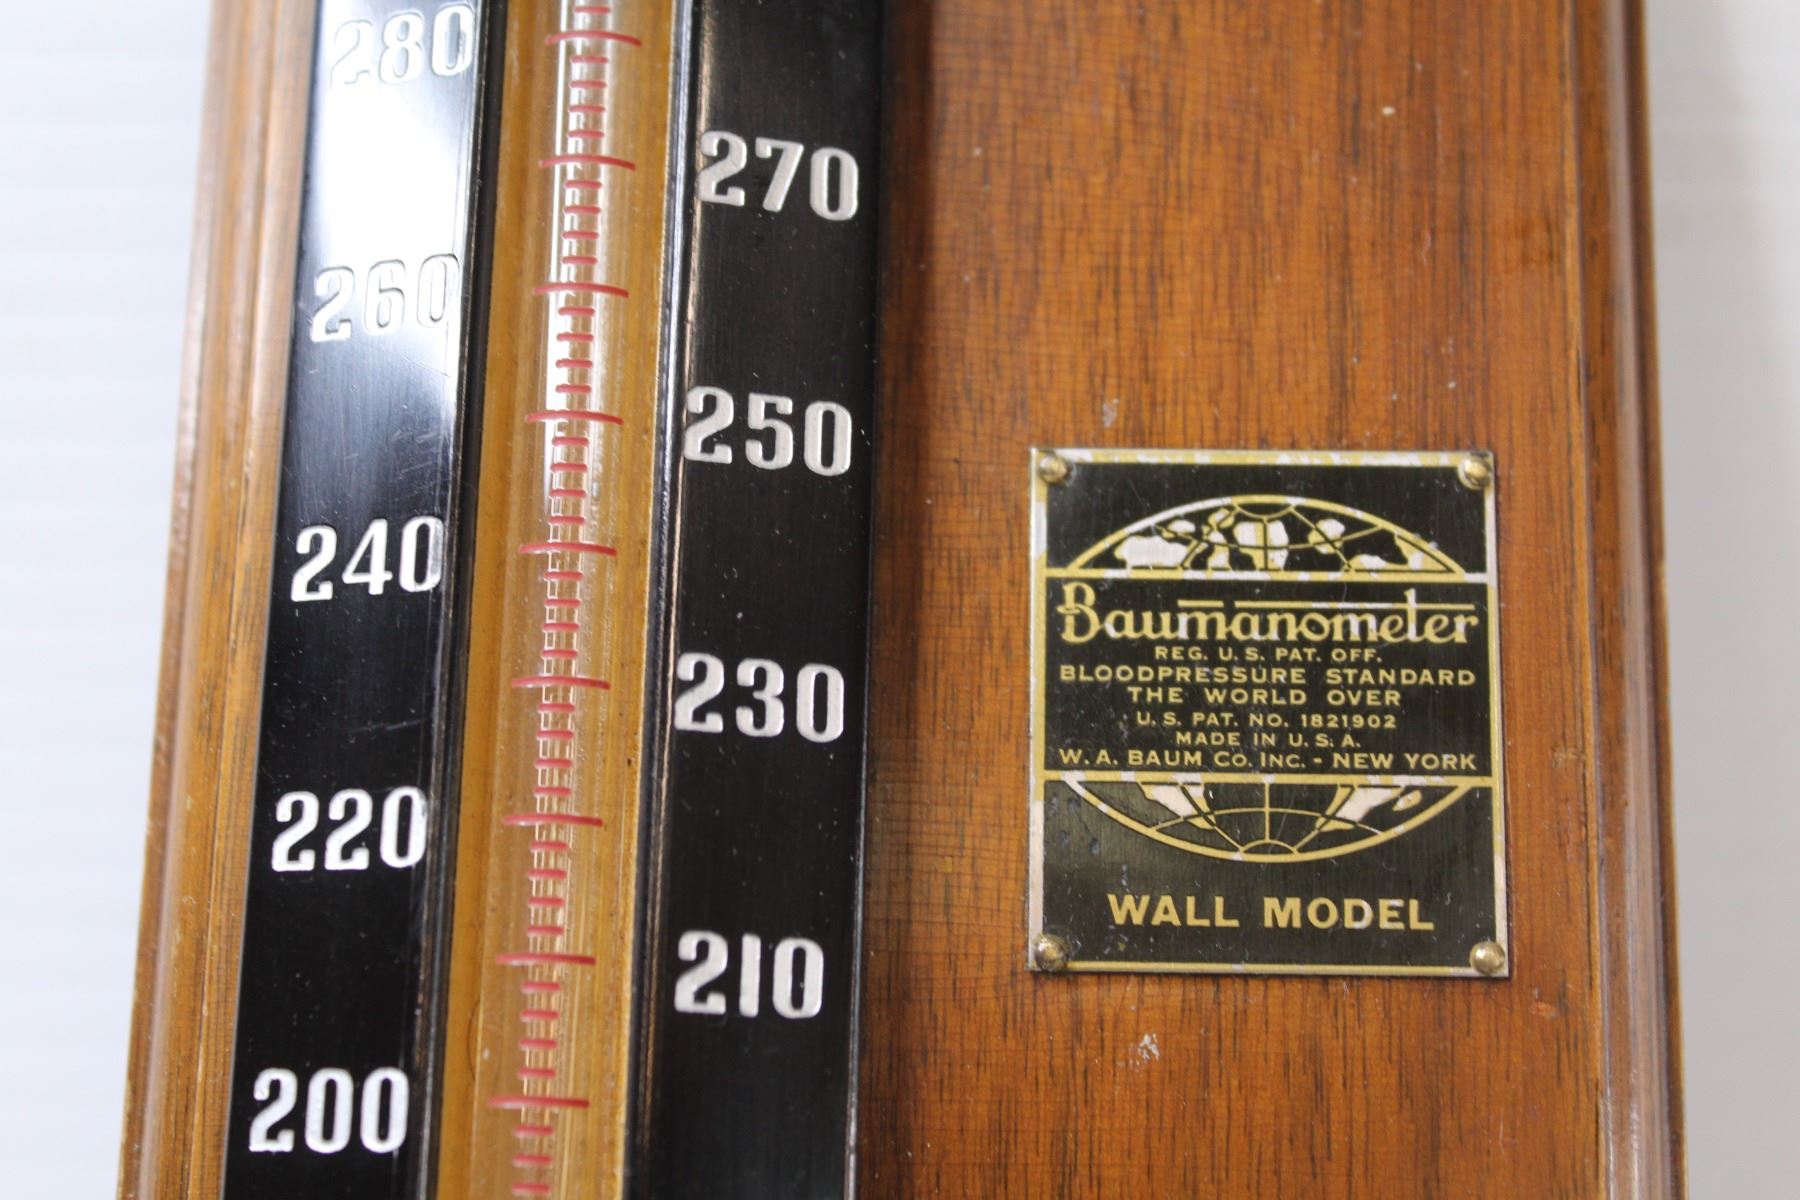 280
270
260
250
240
230
220
210
200
Baumanometer
REG. U.S. PAT. OFF.
BLOODPRESSURE STANDARD
THE WORLD OVER
U.S. PAT. NO. 1821902
MADE IN U.S.A.
W. A. BAUM CO. INC. - NEW YORK
WALL MODEL